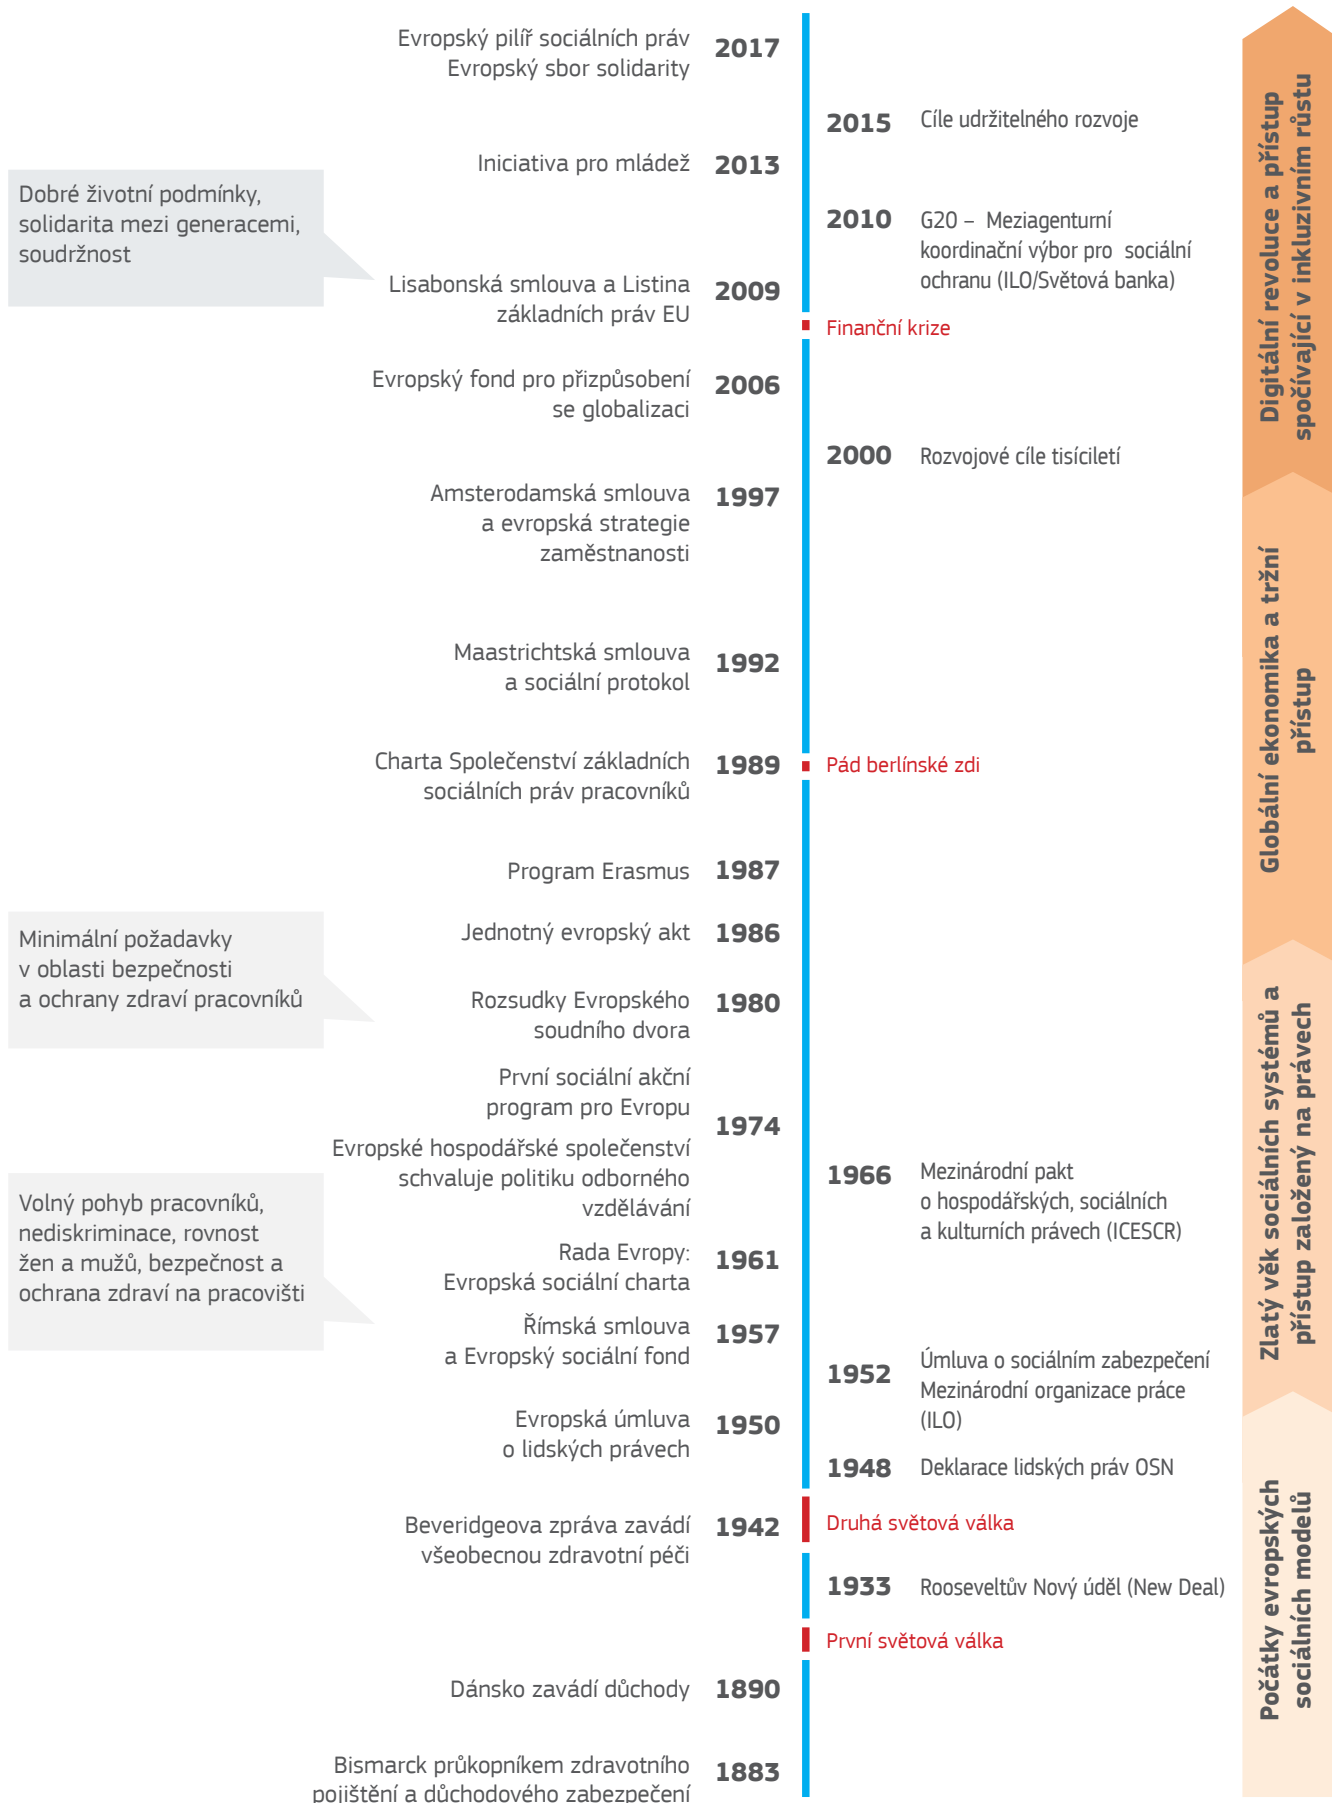 Evropský pilíř sociálních práv
Evropský sbor solidarity
2017
2015
Cíle udržitelného rozvoje
Iniciativa pro mládež
2013
Dobré životní podmínky,
solidarita mezi generacemi,
soudržnost
2010
G20 – Meziagenturní
koordinační výbor pro sociální
ochranu (ILO/Světová banka)
Lisabonská smlouva a Listina
základních práv EU
2009
Finanční krize
Evropský fond pro přizpůsobení
se globalizaci
2006
2000
Rozvojové cíle tisíciletí
Digitální revoluce a přístup
spočívající v inkluzivním růstu
Amsterodamská smlouva
a evropská strategie
zaměstnanosti
1997
Maastrichtská smlouva
a sociální protokol
1992
Charta Společenství základních
sociálních práv pracovníků
1989
Pád berlínské zdi
Program Erasmus
1987
Globální ekonomika a tržní
přístup
Jednotný evropský akt
1986
Minimální požadavky
v oblasti bezpečnosti
a ochrany zdraví pracovníků
Rozsudky Evropského
soudního dvora
1980
První sociální akční
program pro Evropu
1974
Evropské hospodářské společenství
schvaluje politiku odborného
vzdělávání
1966
Mezinárodní pakt
o hospodářských, sociálních
a kulturních právech (ICESCR)
Volný pohyb pracovníků,
nediskriminace, rovnost
žen a mužů, bezpečnost a
ochrana zdraví na pracovišti
Rada Evropy:
Evropská sociální charta
1961
Římská smlouva
a Evropský sociální fond
1957
1952
Úmluva o sociálním zabezpečení
Mezinárodní organizace práce
(ILO)
Zlatý věk sociálních systémů a
přístup založený na právech
Evropská úmluva
o lidských právech
1950
1948
Deklarace lidských práv OSN
Beveridgeova zpráva zavádí
všeobecnou zdravotní péči
1942
Druhá světová válka
1933
Rooseveltův Nový úděl (New Deal)
První světová válka
Dánsko zavádí důchody
1890
Bismarck průkopníkem zdravotního
pojištění a důchodového zabezpečení
1883
Počátky evropských
sociálních modelů